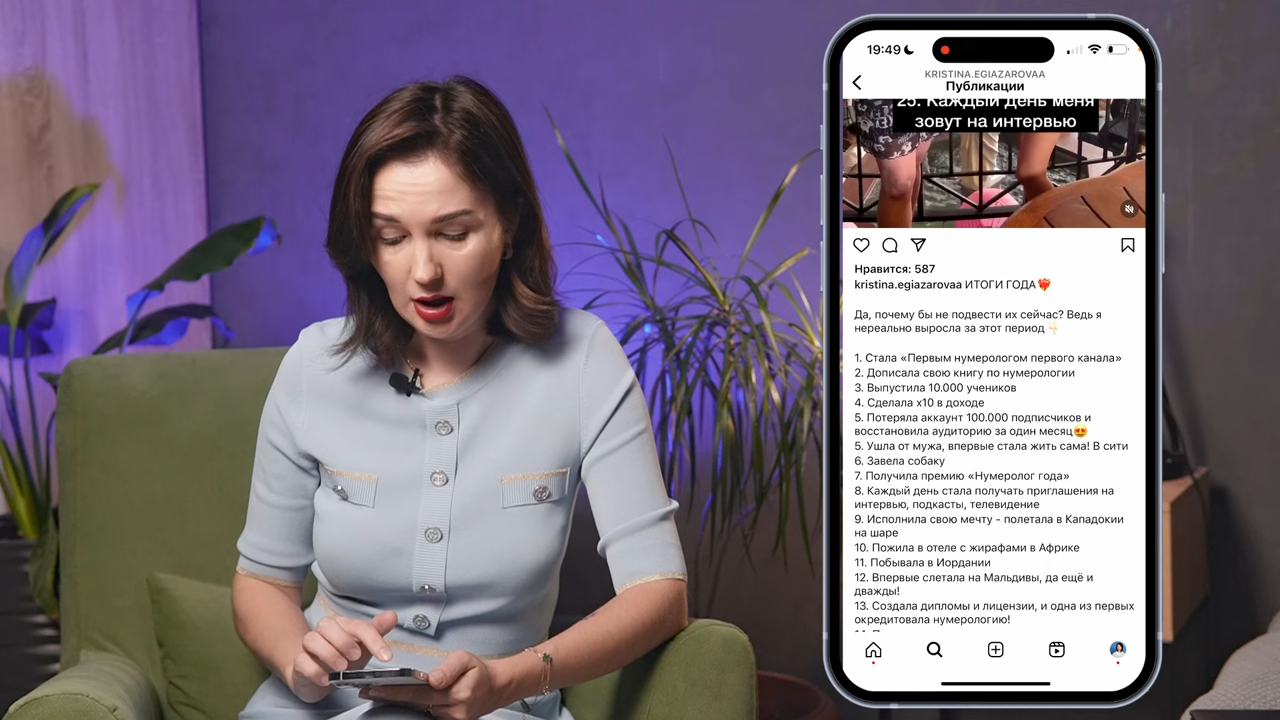 19:49
KRISTINA.EGIAZAROVAA
Публикации
25. Каждый день меня
зовут на интервью
Нравится: 587
kristina.egiazarovaa ИТОГИ ГОДА❤️‍🔥
Да, почему бы не подвести их сейчас? Ведь я
нереально выросла за этот период 👇🏻
1. Стала «Первым нумерологом первого канала»
2. Дописала свою книгу по нумерологии
3. Выпустила 10.000 учеников
4. Сделала х10 в доходе
5. Потеряла аккаунт 100.000 подписчиков и
восстановила аудиторию за один месяц😍
5. Ушла от мужа, впервые стала жить сама! В сити
6. Завела собаку
7. Получила премию «Нумеролог года»
8. Каждый день стала получать приглашения на
интервью, подкасты, телевидение
9. Исполнила свою мечту - полетала в Кападокии
на шаре
10. Пожила в отеле с жирафами в Африке
11. Побывала в Иордании
12. Впервые слетала на Мальдивы, да ещё и
дважды!
13. Создала дипломы и лицензии, и одна из первых
окредитовала нумерологию!